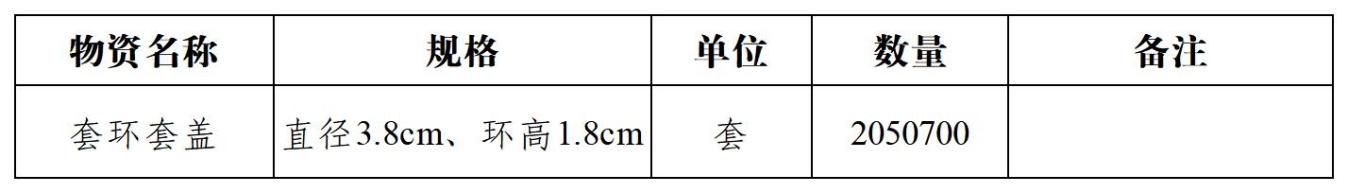 物资名称 规格 单位 数量 备注
套环套盖 直径3.8cm、环高1.8cm 套 2050700